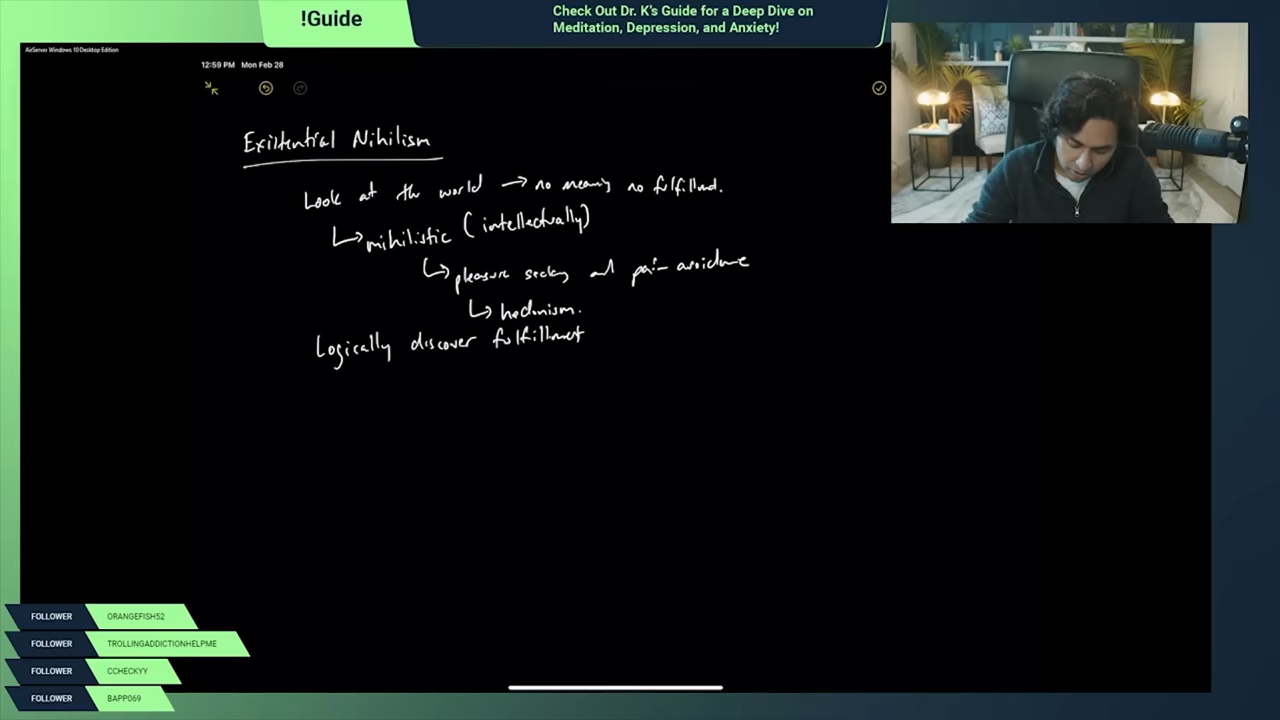 !Guide
Check Out Dr. K's Guide for a Deep Dive on
Meditation, Depression, and Anxiety!
AirServer Windows 10 Desktop Edition
12:59 PM Mon Feb 28
Existential Nihilism
Look at the world → no meaning no fulfillment.
↳ nihilistic (intellectually)
↳ pleasure seeking and pain avoidance
↳ hedonism.
Logically discover fulfillment
FOLLOWER ORANGEFISH52
FOLLOWER TROLLINGADDICTIONHELPME
FOLLOWER CCHECKYY
FOLLOWER BAPP069